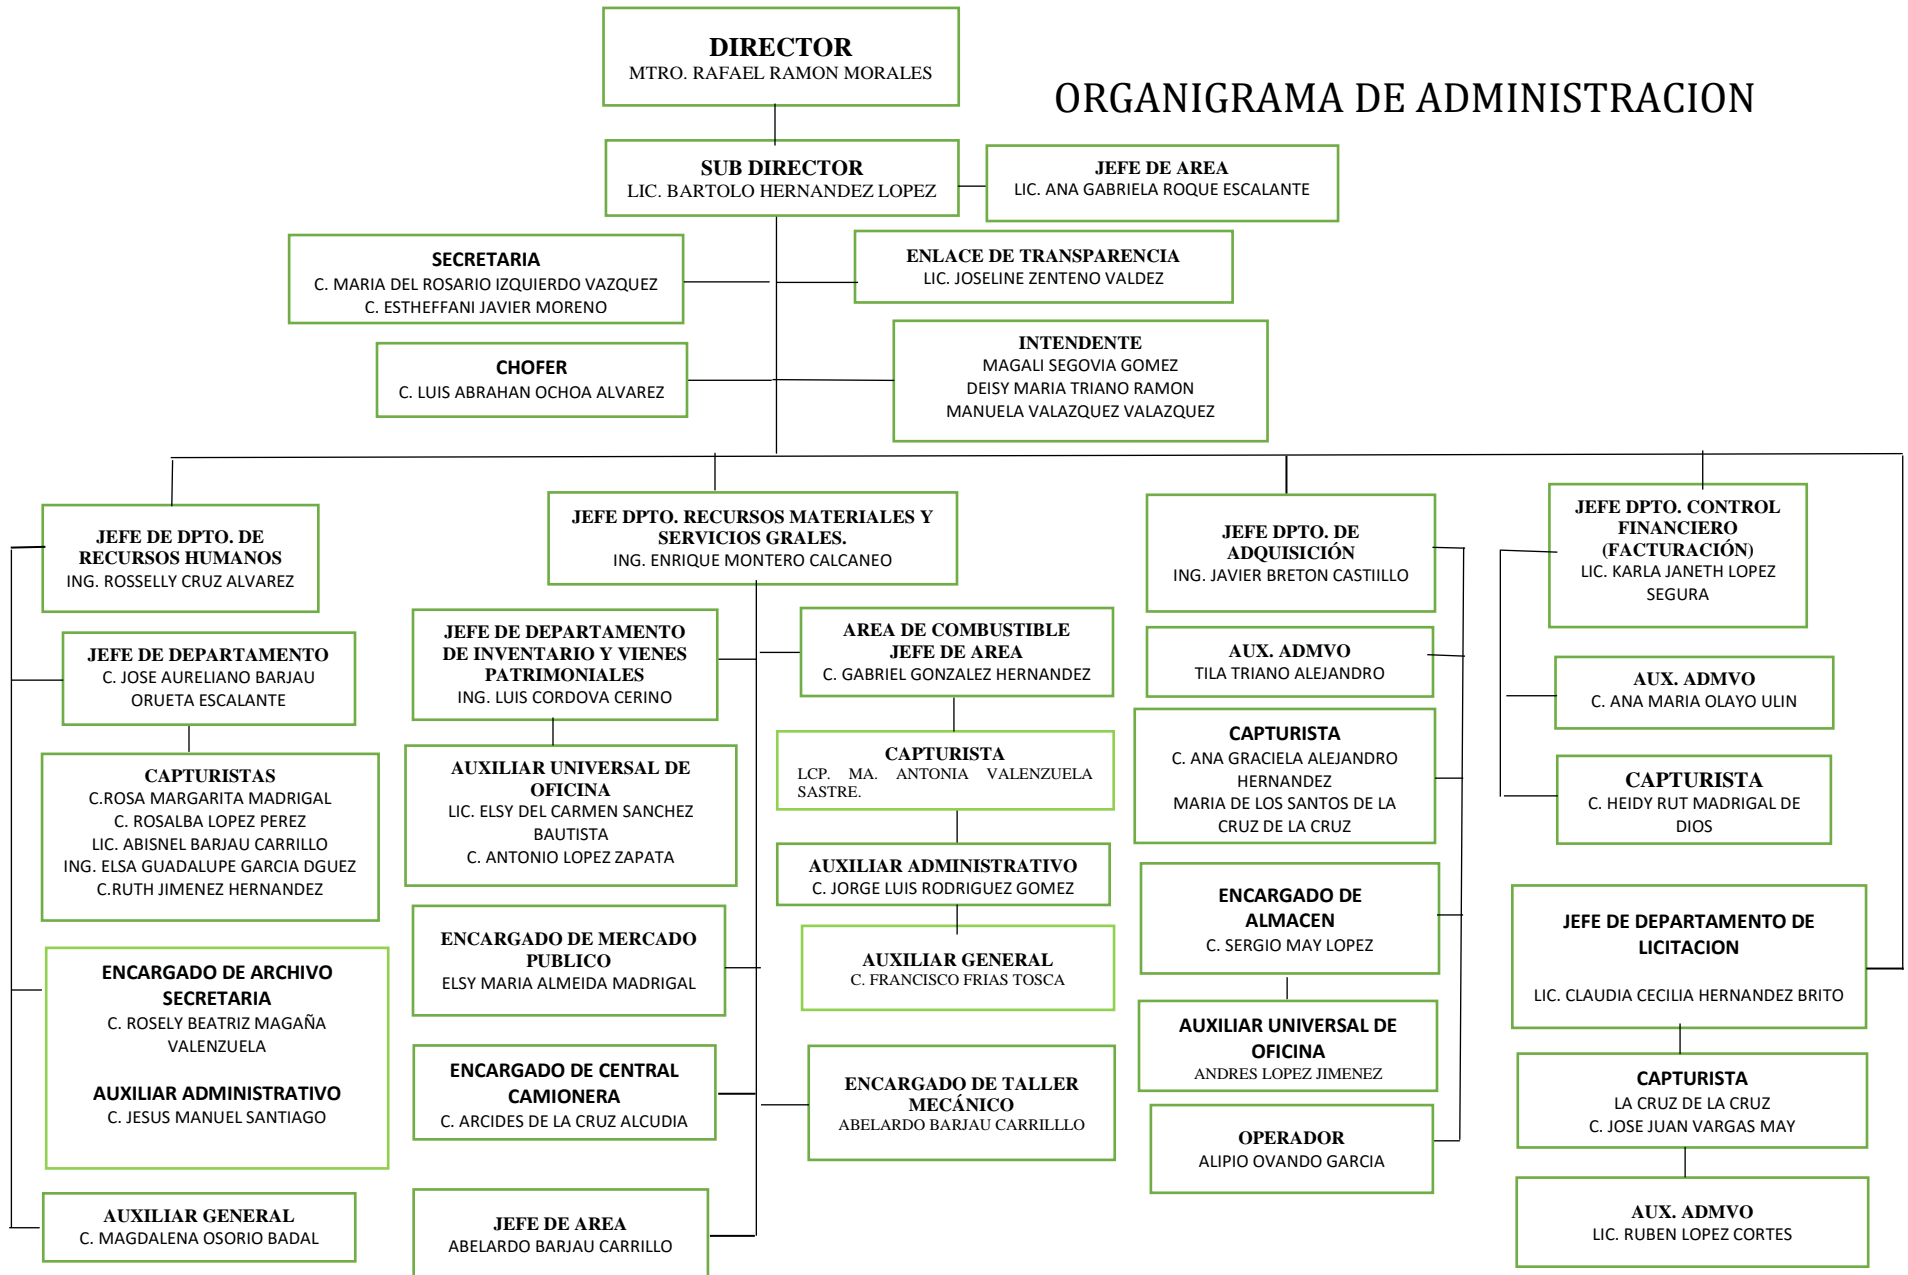 DIRECTOR
MTRO. RAFAEL RAMON MORALES
ORGANIGRAMA DE ADMINISTRACION
SUB DIRECTOR
LIC. BARTOLO HERNANDEZ LOPEZ
JEFE DE AREA
LIC. ANA GABRIELA ROQUE ESCALANTE
SECRETARIA
C. MARIA DEL ROSARIO IZQUIERDO VAZQUEZ
C. ESTHEFFANI JAVIER MORENO
ENLACE DE TRANSPARENCIA
LIC. JOSELINE ZENTENO VALDEZ
CHOFER
C. LUIS ABRAHAN OCHOA ALVAREZ
INTENDENTE
MAGALI SEGOVIA GOMEZ
DEISY MARIA TRIANO RAMON
MANUELA VALAZQUEZ VALAZQUEZ
JEFE DE DPTO. DE
RECURSOS HUMANOS
ING. ROSSELLY CRUZ ALVAREZ
JEFE DE DEPARTAMENTO
C. JOSE AURELIANO BARJAU
ORUETA ESCALANTE
CAPTURISTAS
C.ROSA MARGARITA MADRIGAL
C. ROSALBA LOPEZ PEREZ
LIC. ABISNEL BARJAU CARRILLO
ING. ELSA GUADALUPE GARCIA DGUEZ
C.RUTH JIMENEZ HERNANDEZ
ENCARGADO DE ARCHIVO
SECRETARIA
C. ROSELY BEATRIZ MAGAÑA
VALENZUELA
AUXILIAR ADMINISTRATIVO
C. JESUS MANUEL SANTIAGO
AUXILIAR GENERAL
C. MAGDALENA OSORIO BADAL
JEFE DPTO. RECURSOS MATERIALES Y
SERVICIOS GRALES.
ING. ENRIQUE MONTERO CALCANEO
JEFE DE DEPARTAMENTO
DE INVENTARIO Y VIENES
PATRIMONIALES
ING. LUIS CORDOVA CERINO
AUXILIAR UNIVERSAL DE
OFICINA
LIC. ELSY DEL CARMEN SANCHEZ
BAUTISTA
C. ANTONIO LOPEZ ZAPATA
ENCARGADO DE MERCADO
PUBLICO
ELSY MARIA ALMEIDA MADRIGAL
ENCARGADO DE CENTRAL
CAMIONERA
C. ARCIDES DE LA CRUZ ALCUDIA
JEFE DE AREA
ABELARDO BARJAU CARRILLO
AREA DE COMBUSTIBLE
JEFE DE AREA
C. GABRIEL GONZALEZ HERNANDEZ
CAPTURISTA
LCP. MA. ANTONIA VALENZUELA
SASTRE.
AUXILIAR ADMINISTRATIVO
C. JORGE LUIS RODRIGUEZ GOMEZ
AUXILIAR GENERAL
C. FRANCISCO FRIAS TOSCA
ENCARGADO DE TALLER
MECÁNICO
ABELARDO BARJAU CARRILLLO
JEFE DPTO. DE
ADQUISICIÓN
ING. JAVIER BRETON CASTIILLO
AUX. ADMVO
TILA TRIANO ALEJANDRO
CAPTURISTA
C. ANA GRACIELA ALEJANDRO
HERNANDEZ
MARIA DE LOS SANTOS DE LA
CRUZ DE LA CRUZ
ENCARGADO DE
ALMACEN
C. SERGIO MAY LOPEZ
AUXILIAR UNIVERSAL DE
OFICINA
ANDRES LOPEZ JIMENEZ
OPERADOR
ALIPIO OVANDO GARCIA
JEFE DPTO. CONTROL
FINANCIERO
(FACTURACIÓN)
LIC. KARLA JANETH LOPEZ
SEGURA
AUX. ADMVO
C. ANA MARIA OLAYO ULIN
CAPTURISTA
C. HEIDY RUT MADRIGAL DE
DIOS
JEFE DE DEPARTAMENTO DE
LICITACION
LIC. CLAUDIA CECILIA HERNANDEZ BRITO
CAPTURISTA
LA CRUZ DE LA CRUZ
C. JOSE JUAN VARGAS MAY
AUX. ADMVO
LIC. RUBEN LOPEZ CORTES